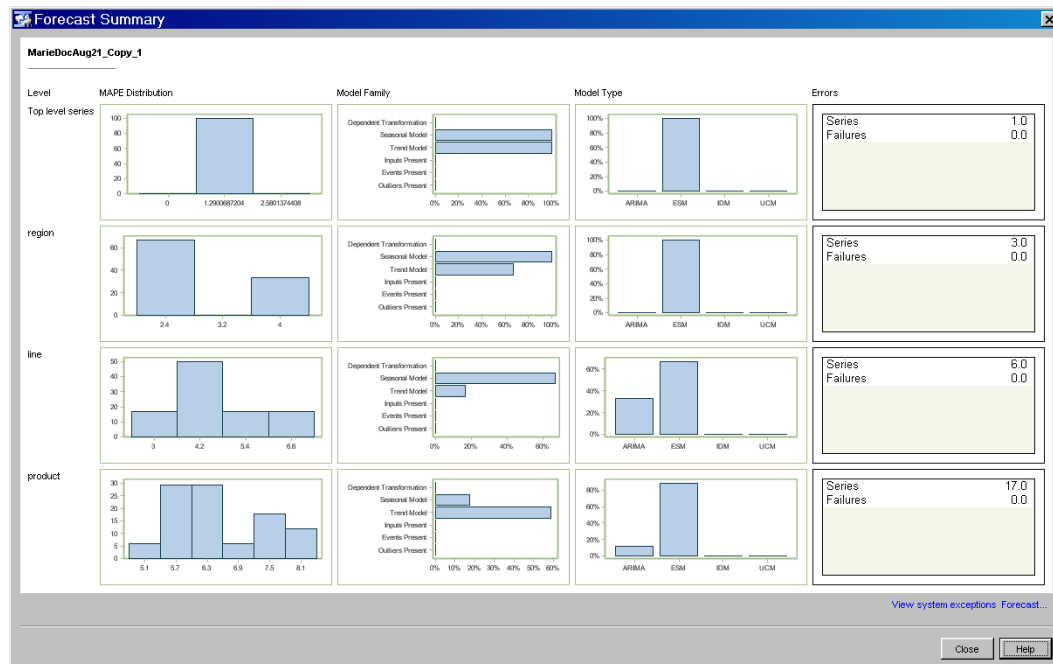 Forecast Summary
MarieDocAug21_Copy_1
Level MAPE Distribution Model Family Model Type Errors
Top level series
100
80
60
40
20
0
0 1.2900687204 2.5801374408
Dependent Transformation
Seasonal Model
Trend Model
Inputs Present
Events Present
Outliers Present
0% 20% 40% 60% 80% 100%
100%
80%
60%
40%
20%
0%
ARIMA ESM IDM UCM
Series 1.0
Failures 0.0
region
60
40
20
0
2.4 3.2 4
Dependent Transformation
Seasonal Model
Trend Model
Inputs Present
Events Present
Outliers Present
0% 20% 40% 60% 80% 100%
100%
80%
60%
40%
20%
0%
ARIMA ESM IDM UCM
Series 3.0
Failures 0.0
line
50
40
30
20
10
0
3 4.2 5.4 6.6
Dependent Transformation
Seasonal Model
Trend Model
Inputs Present
Events Present
Outliers Present
0% 20% 40% 60%
60%
40%
20%
0%
ARIMA ESM IDM UCM
Series 6.0
Failures 0.0
product
30
25
20
15
10
5
0
5.1 5.7 6.3 6.9 7.5 8.1
Dependent Transformation
Seasonal Model
Trend Model
Inputs Present
Events Present
Outliers Present
0% 10% 20% 30% 40% 50% 60%
80%
60%
40%
20%
0%
ARIMA ESM IDM UCM
Series 17.0
Failures 0.0
View system exceptions Forecast...
Close Help